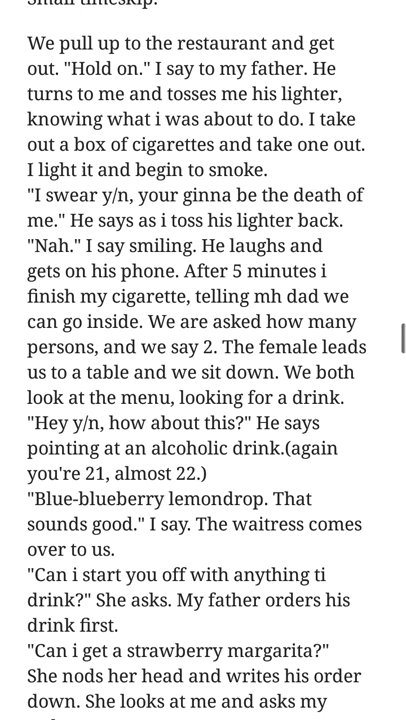 Small timeskip.
We pull up to the restaurant and get
out. "Hold on." I say to my father. He
turns to me and tosses me his lighter,
knowing what i was about to do. I take
out a box of cigarettes and take one out.
I light it and begin to smoke.
"I swear y/n, your ginna be the death of
me." He says as i toss his lighter back.
"Nah." I say smiling. He laughs and
gets on his phone. After 5 minutes i
finish my cigarette, telling mh dad we
can go inside. We are asked how many
persons, and we say 2. The female leads
us to a table and we sit down. We both
look at the menu, looking for a drink.
"Hey y/n, how about this?" He says
pointing at an alcoholic drink.(again
you're 21, almost 22.)
"Blue-blueberry lemondrop. That
sounds good." I say. The waitress comes
over to us.
"Can i start you off with anything ti
drink?" She asks. My father orders his
drink first.
"Can i get a strawberry margarita?"
She nods her head and writes his order
down. She looks at me and asks my